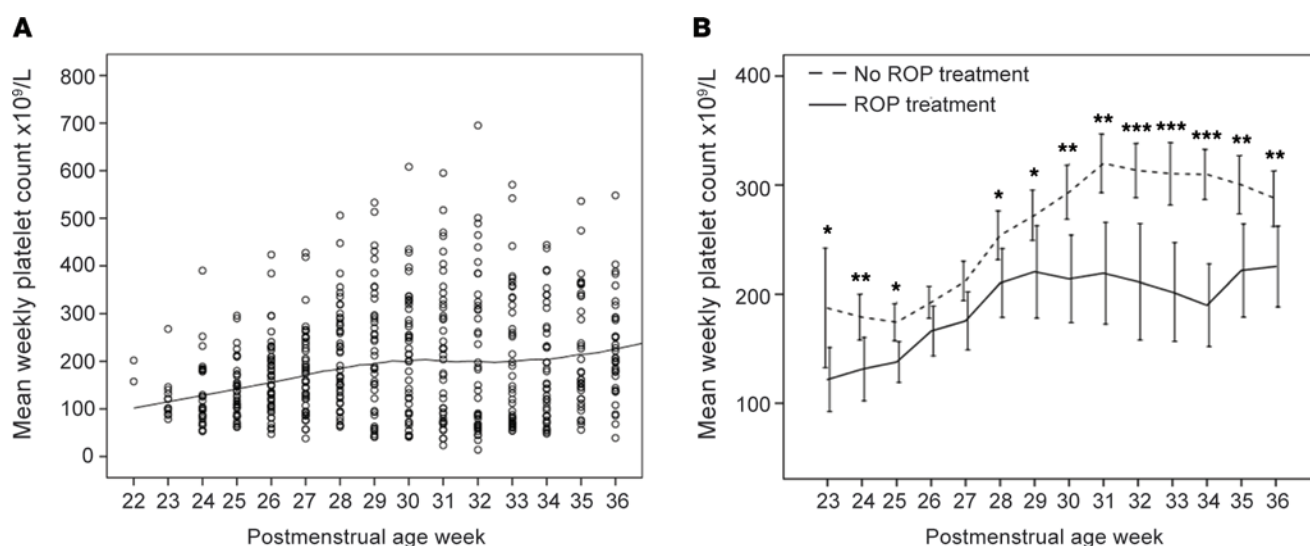 A
Mean weekly platelet count x10⁹/L
800
700
600
500
400
300
200
100
0
22 23 24 25 26 27 28 29 30 31 32 33 34 35 36
Postmenstrual age week
B
Mean weekly platelet count x10⁹/L
400
300
200
100
No ROP treatment
ROP treatment
* ** * * * ** ** *** *** *** ** **
23 24 25 26 27 28 29 30 31 32 33 34 35 36
Postmenstrual age week